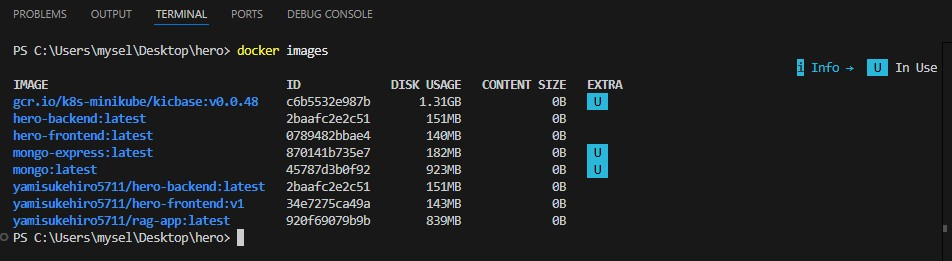 PROBLEMS OUTPUT TERMINAL PORTS DEBUG CONSOLE
PS C:\Users\mysel\Desktop\hero> docker images
i Info → U In Use
IMAGE ID DISK USAGE CONTENT SIZE EXTRA
gcr.io/k8s-minikube/kicbase:v0.0.48 c6b5532e987b 1.31GB 0B U
hero-backend:latest 2baafc2e2c51 151MB 0B
hero-frontend:latest 0789482bbae4 140MB 0B
mongo-express:latest 870141b735e7 182MB 0B U
mongo:latest 45787d3b0f92 923MB 0B U
yamisukehiro5711/hero-backend:latest 2baafc2e2c51 151MB 0B
yamisukehiro5711/hero-frontend:v1 34e7275ca49a 143MB 0B
yamisukehiro5711/rag-app:latest 920f69079b9b 839MB 0B
PS C:\Users\mysel\Desktop\hero>